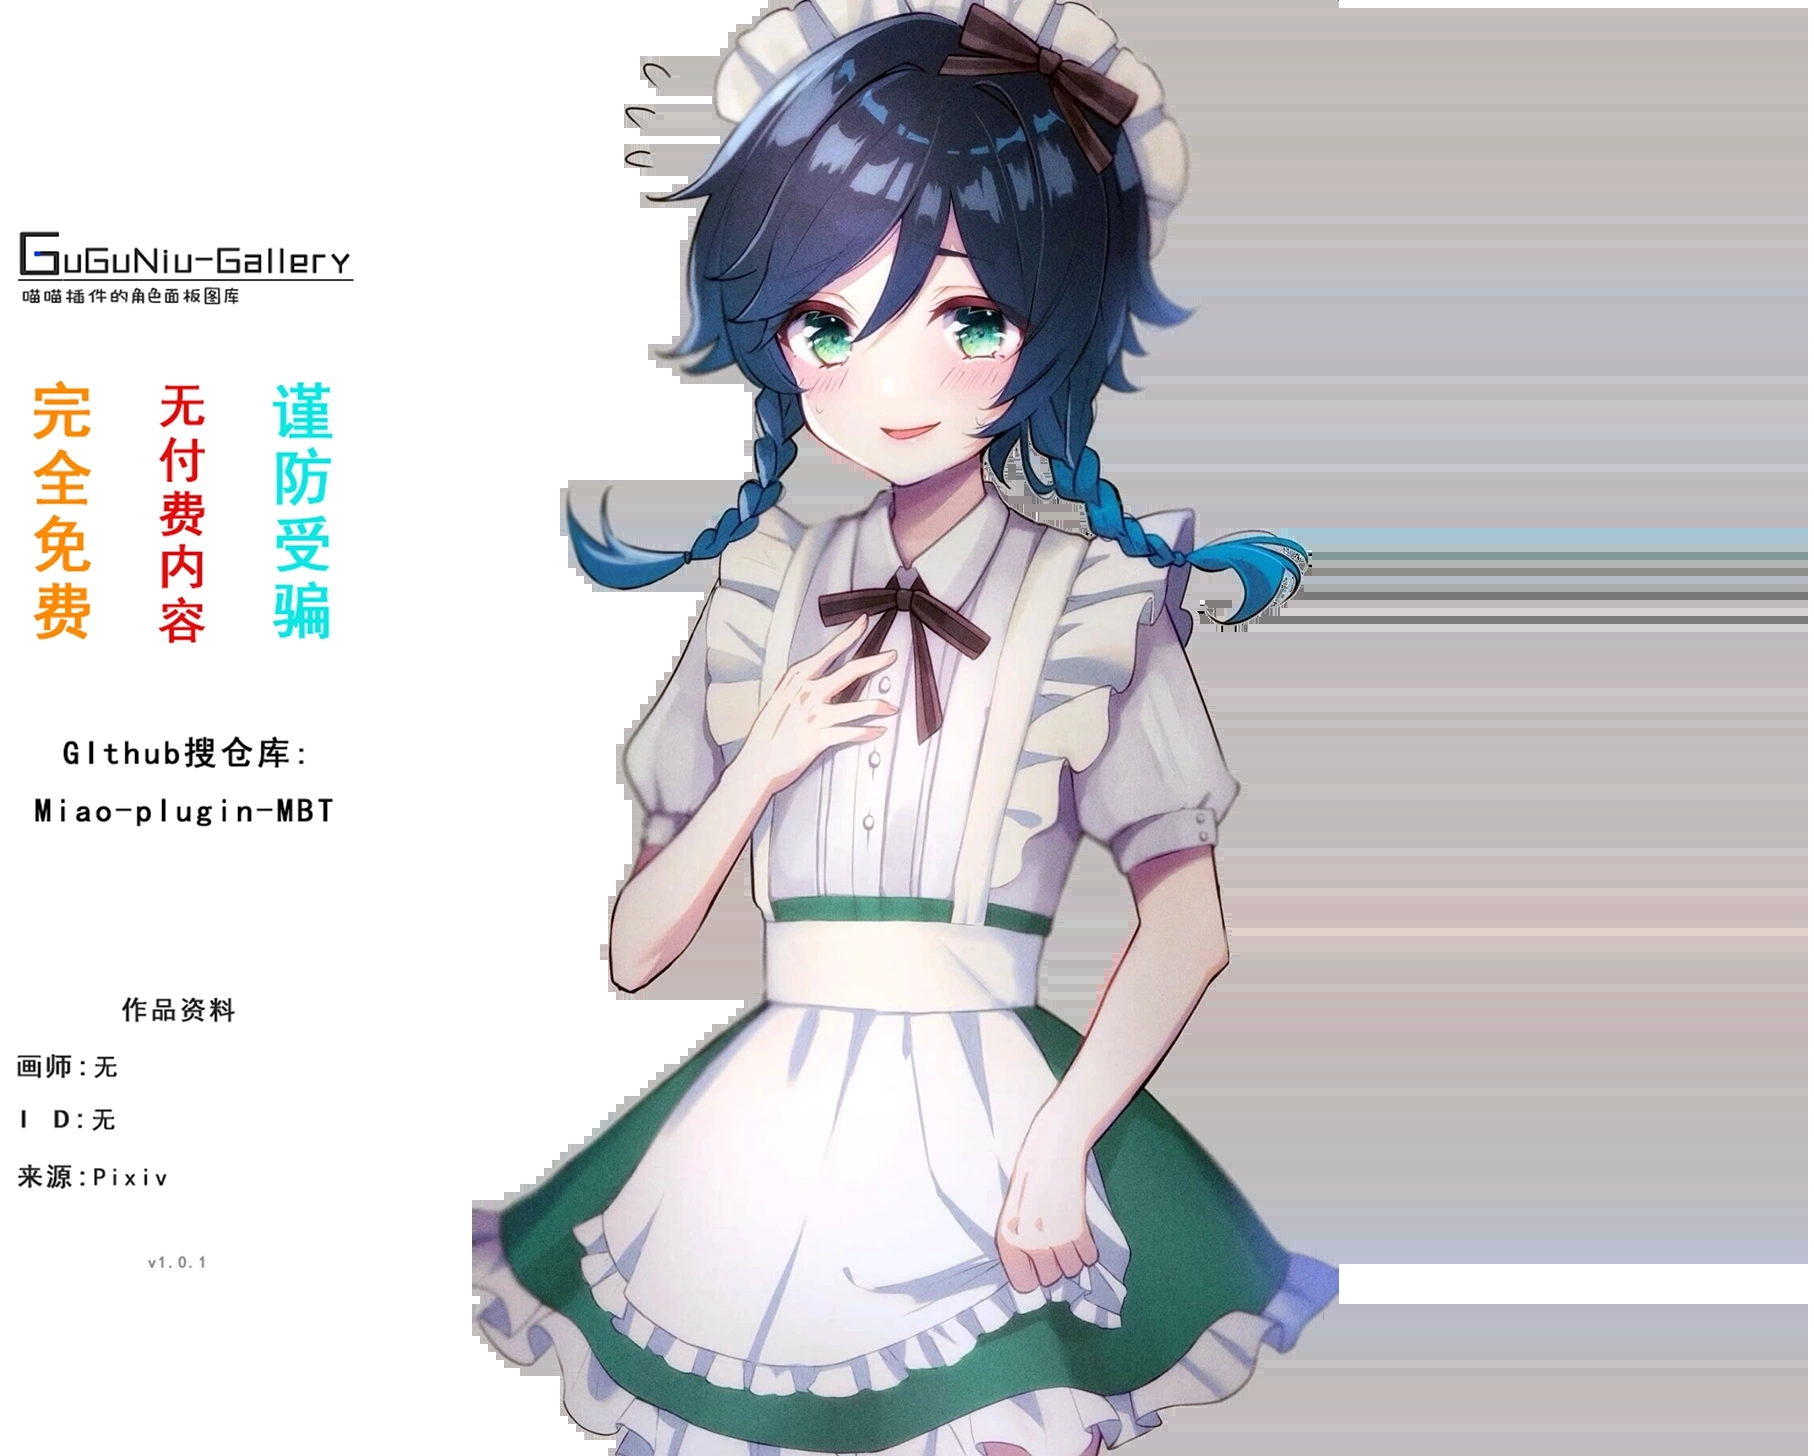 GuGuNiu-Gallery
喵喵插件的角色面板图库
完全免费
无付费内容
谨防受骗
GIthub搜仓库:
Miao-plugin-MBT
作品资料
画师:无
I D:无
来源:Pixiv
v1.0.1